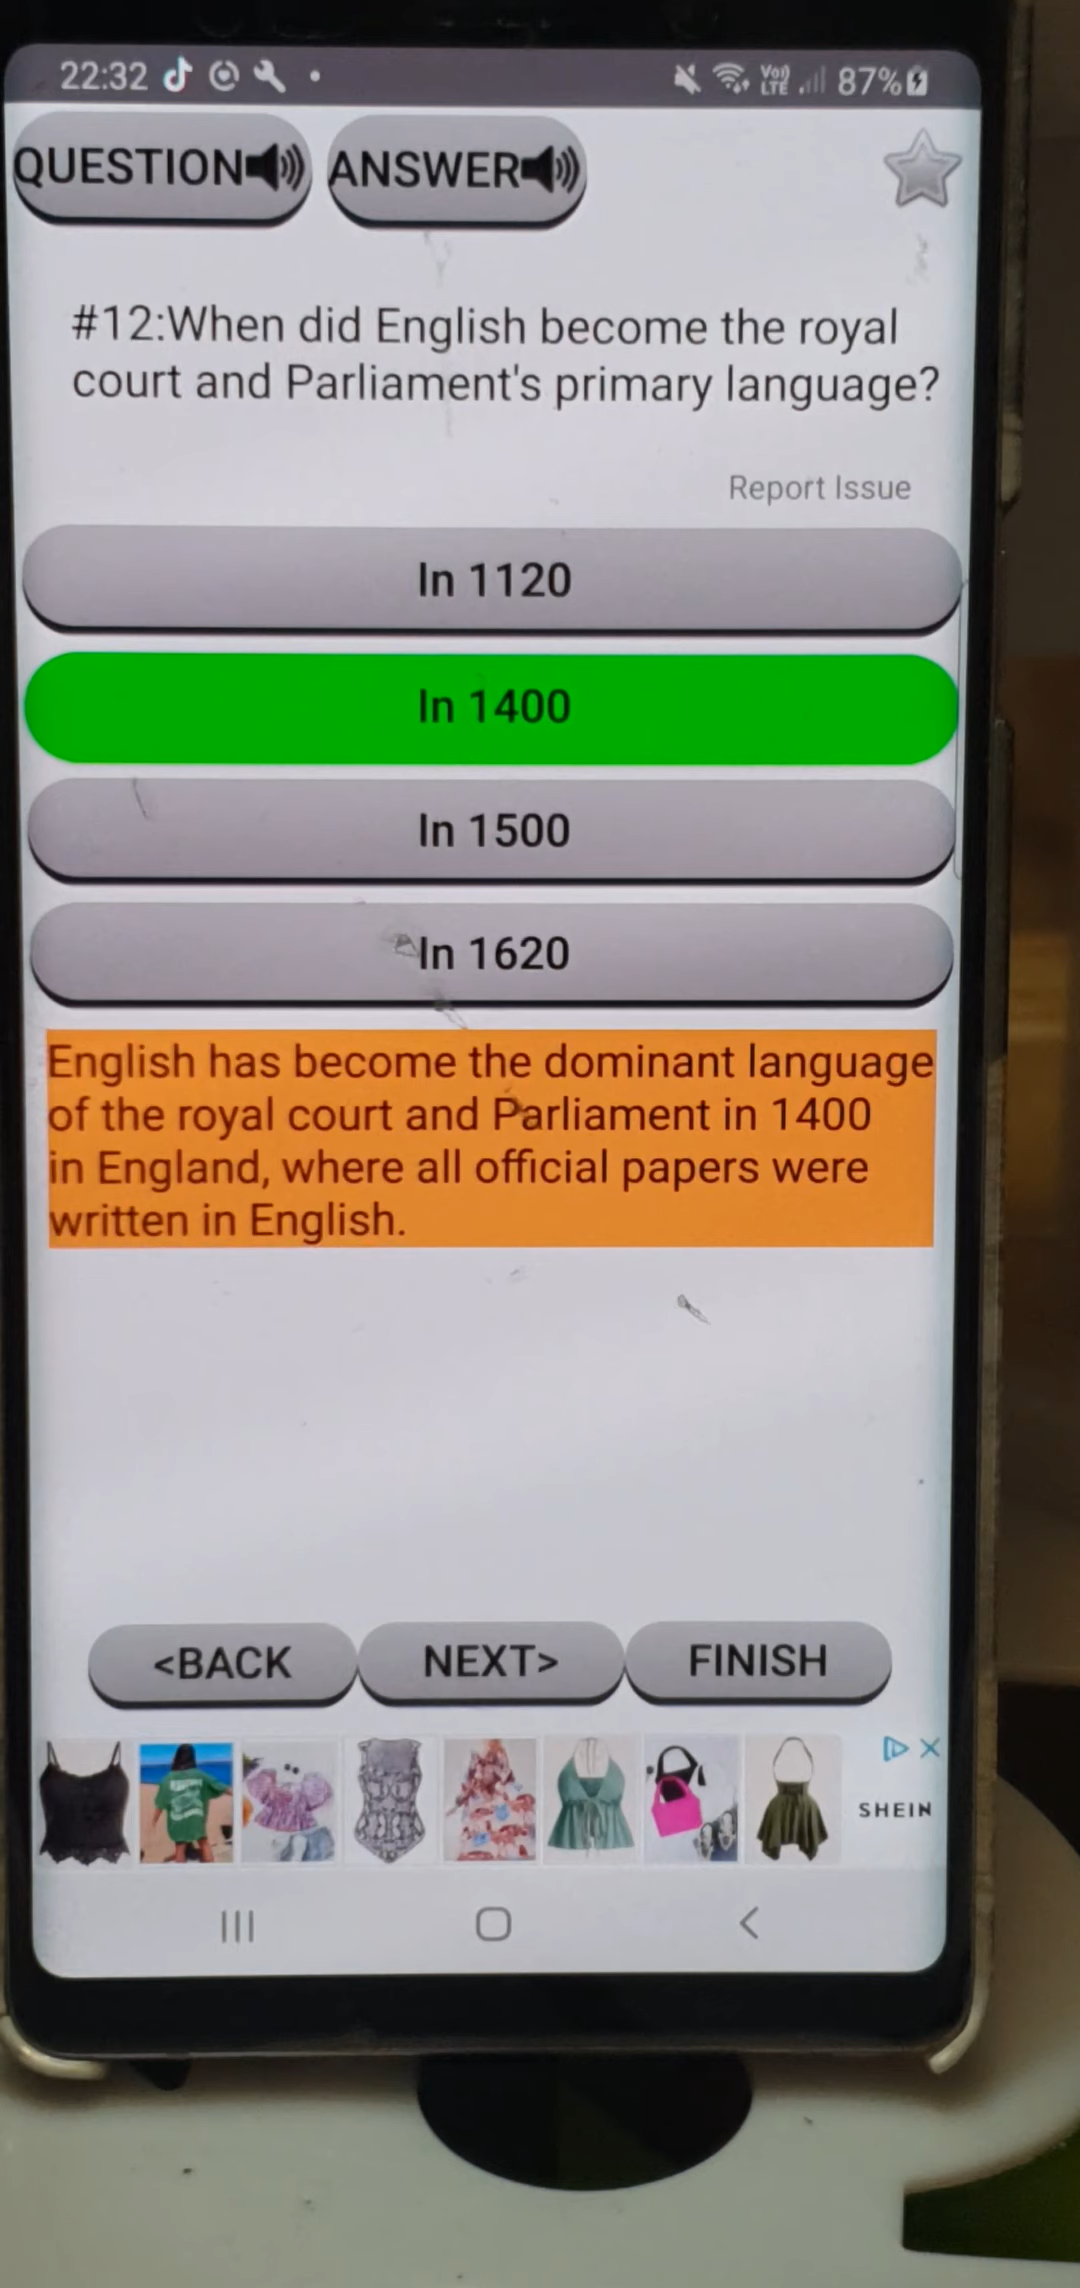 22:32 Vo)) LTE 87%
QUESTION ANSWER
#12:When did English become the royal
court and Parliament's primary language?
Report Issue
In 1120
In 1400
In 1500
In 1620
English has become the dominant language
of the royal court and Parliament in 1400
in England, where all official papers were
written in English.
<BACK NEXT> FINISH
SHEIN